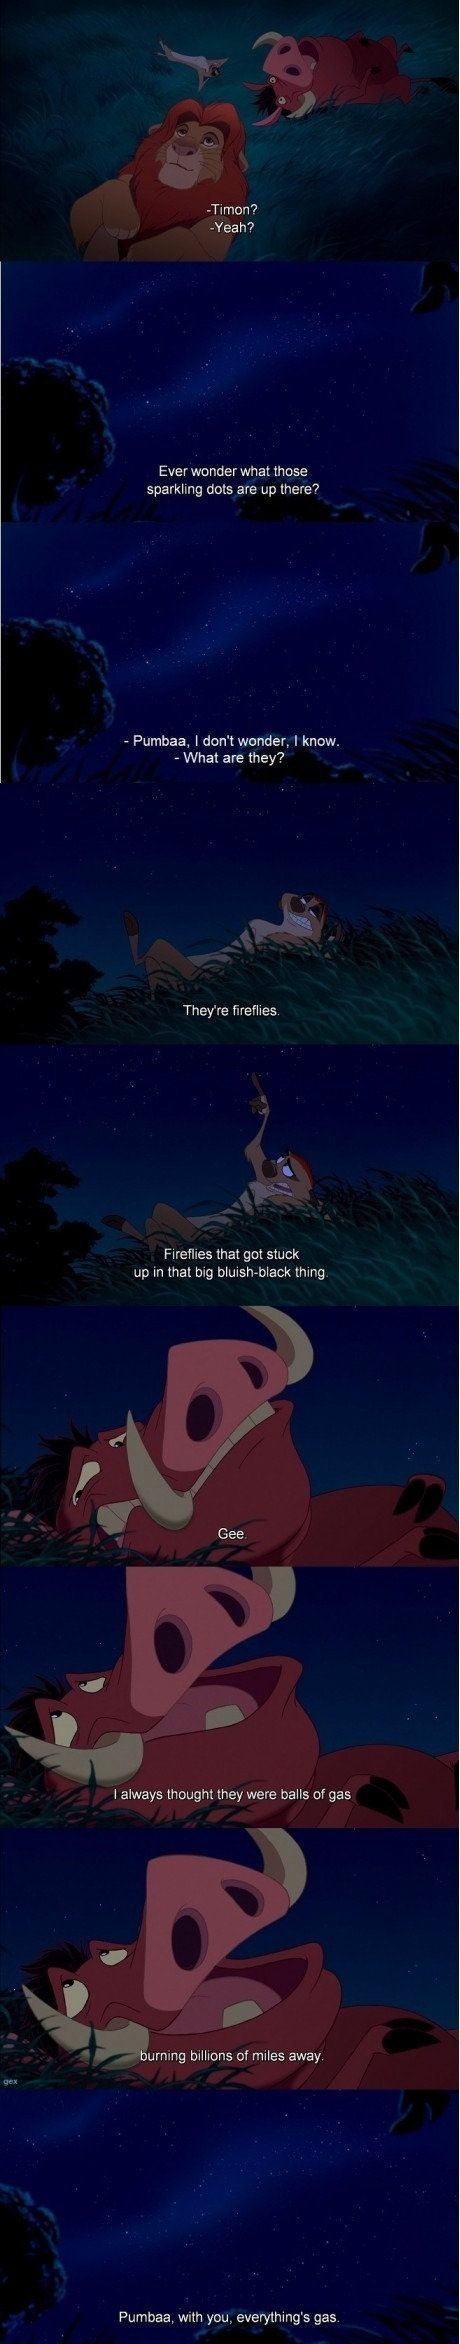 -Timon?
-Yeah?
Ever wonder what those
sparkling dots are up there?
- Pumbaa, I don't wonder, I know.
- What are they?
They're fireflies.
Fireflies that got stuck
up in that big bluish-black thing.
Gee.
I always thought they were balls of gas
burning billions of miles away.
gex
Pumbaa, with you, everything's gas.